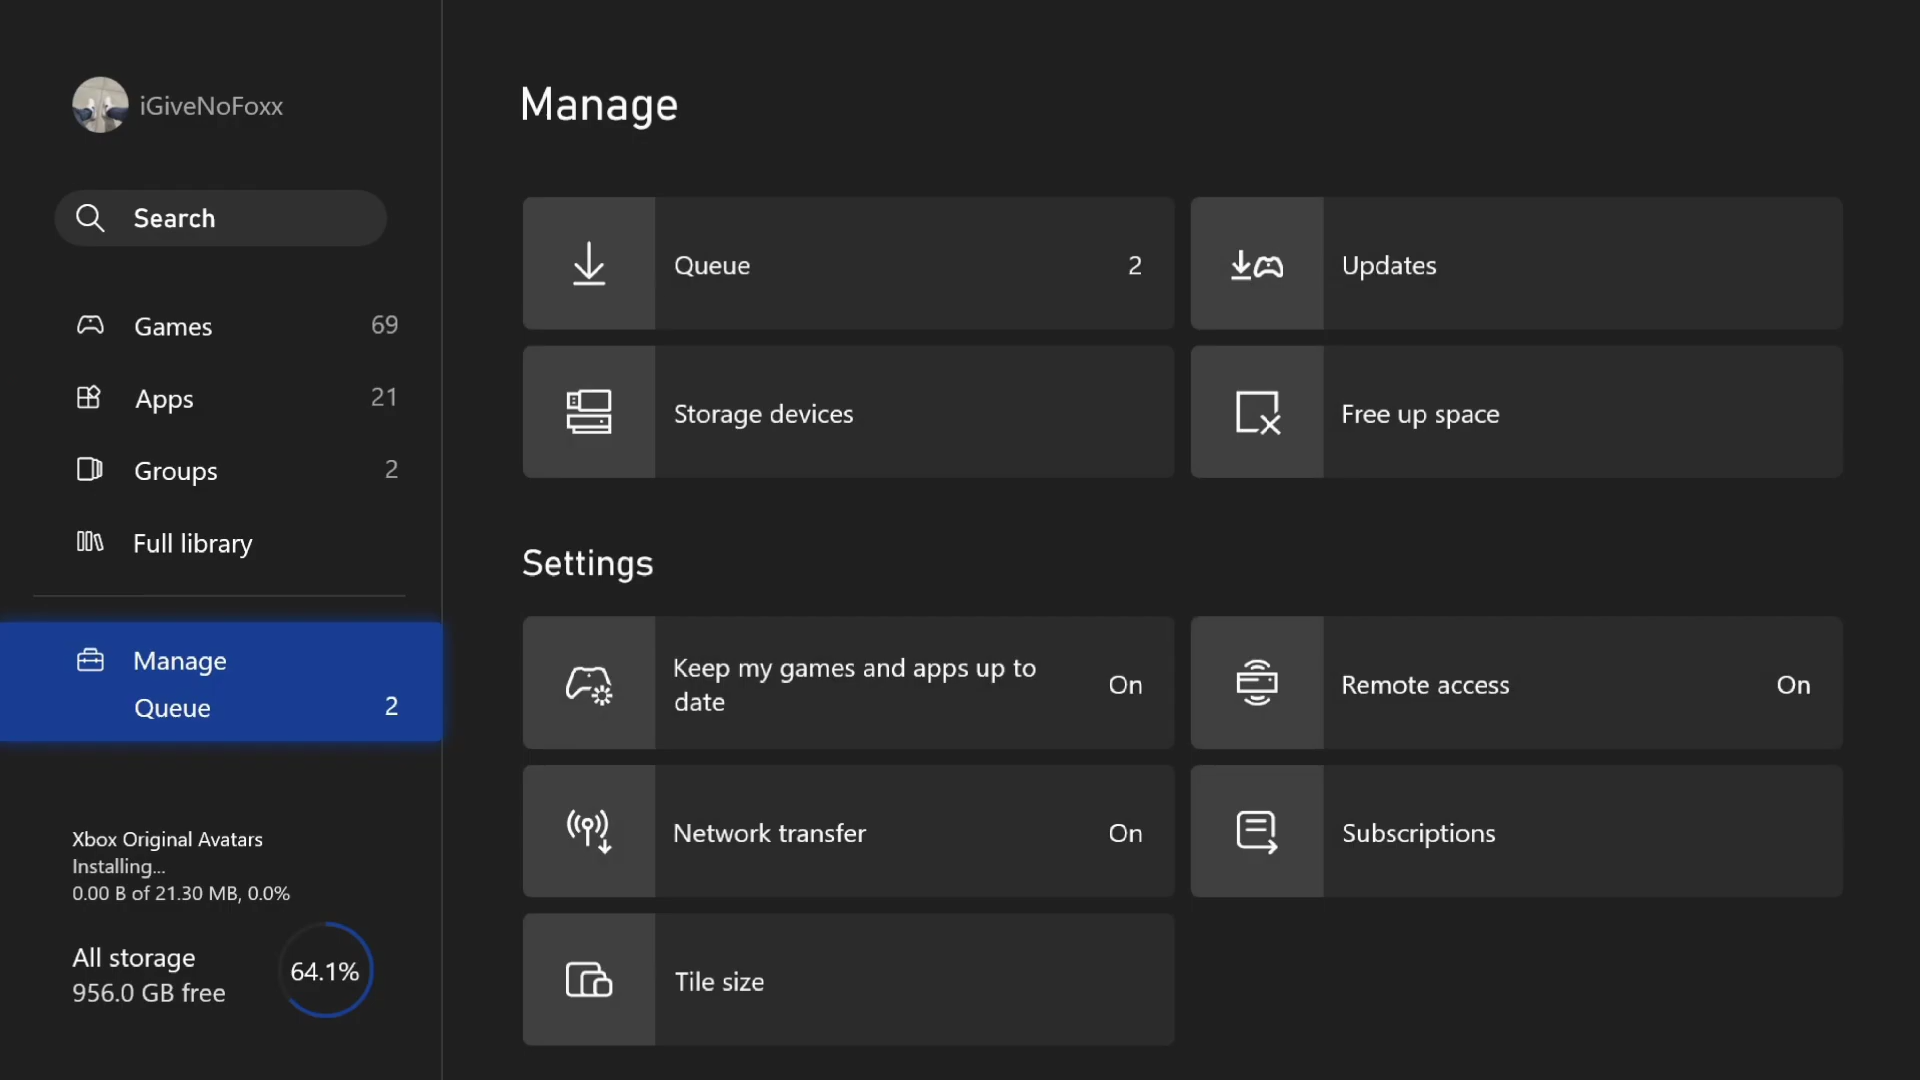 iGiveNoFoxx
Search
Games 69
Apps 21
Groups 2
Full library
Manage
Queue 2
Xbox Original Avatars
Installing...
0.00 B of 21.30 MB, 0.0%
All storage
956.0 GB free
64.1%
Manage
Queue 2
Updates
Storage devices
Free up space
Settings
Keep my games and apps up to
date
On
Remote access On
Network transfer On
Subscriptions
Tile size